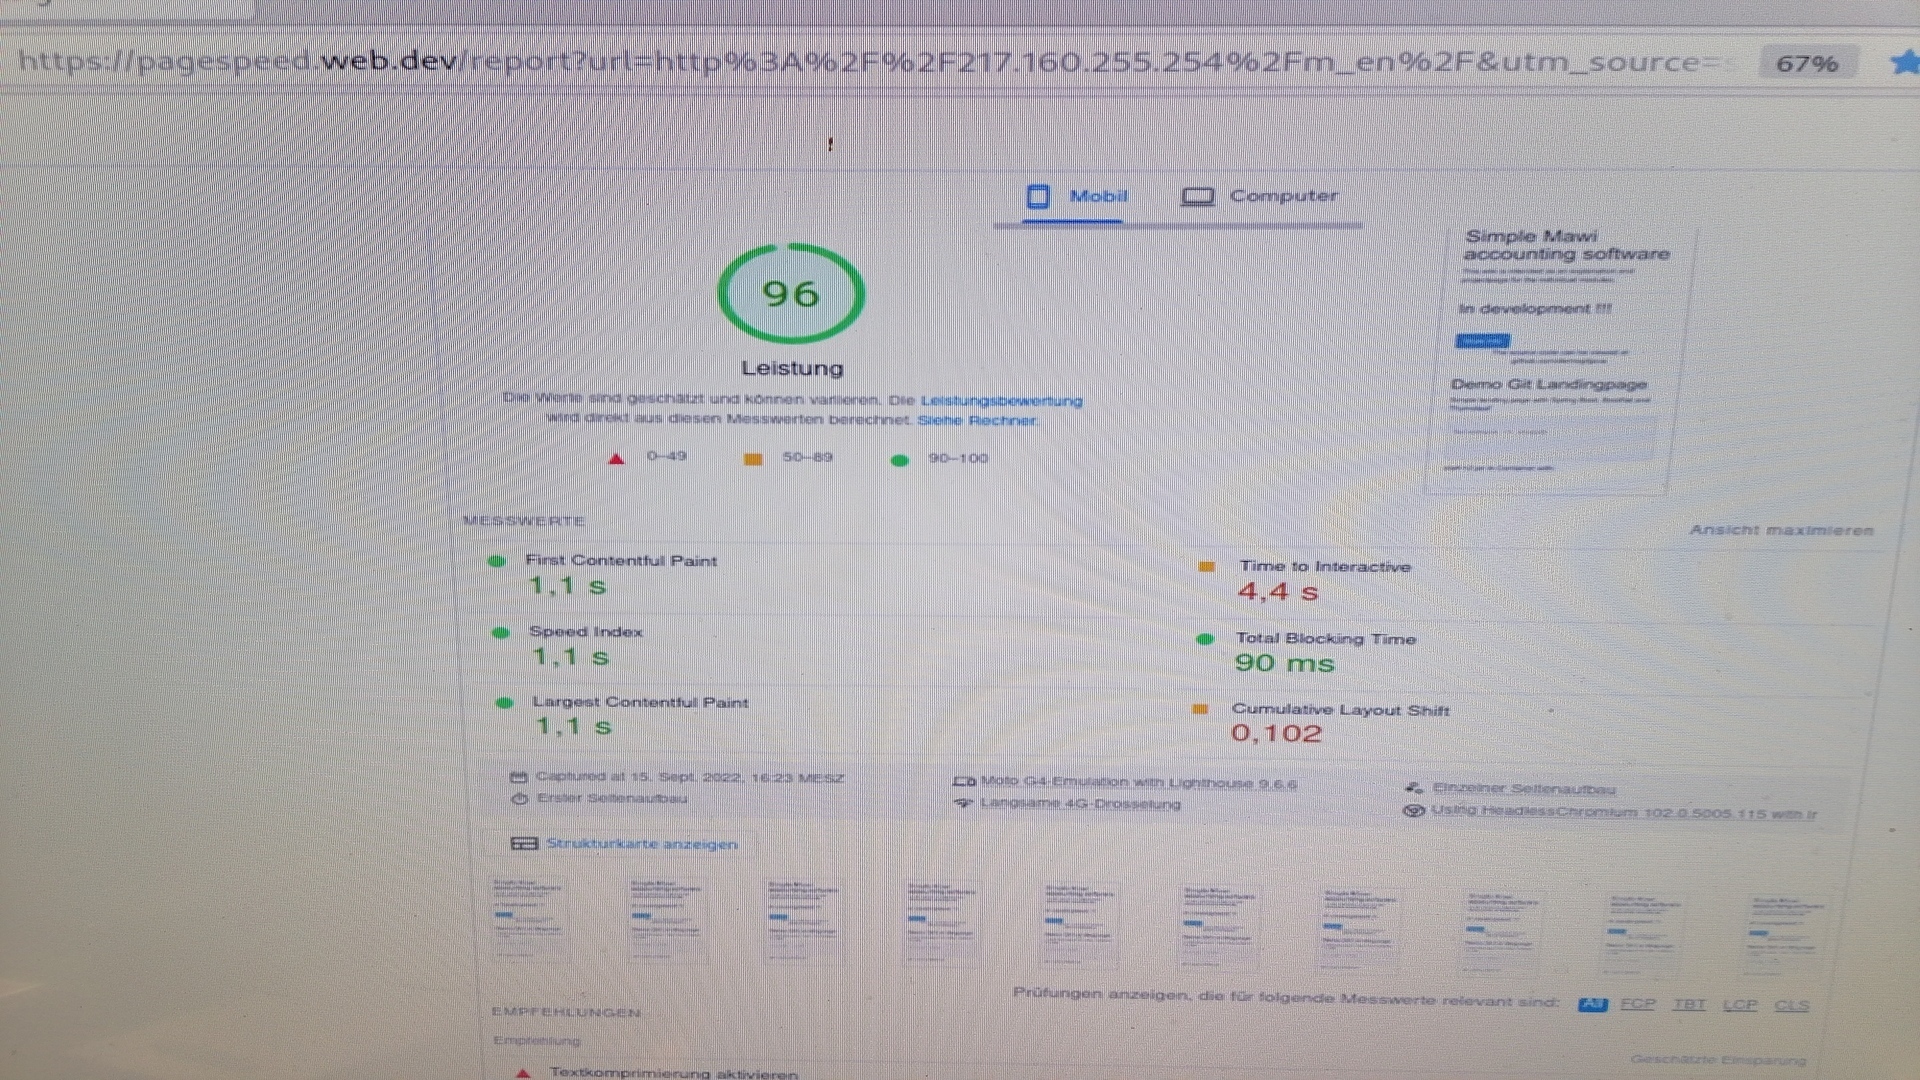 https://pagespeed.web.dev/report?url=http%3A%2F%2F217.160.255.254%2Fm_en%2F&utm_source=
67%
Mobil
Computer
96
Leistung
Die Werte sind geschätzt und können variieren. Die Leistungsbewertung
wird direkt aus diesen Messwerten berechnet. Siehe Rechner.
0–49
50–89
90–100
Simple Mawi
accounting software
In development !!!
Demo Git Landingpage
MESSWERTE
Ansicht maximieren
First Contentful Paint
1,1 s
Time to Interactive
4,4 s
Speed Index
1,1 s
Total Blocking Time
90 ms
Largest Contentful Paint
1,1 s
Cumulative Layout Shift
0,102
Captured at 15. Sept. 2022, 16:23 MESZ
Moto G4-Emulation with Lighthouse 9.6.6
Einzelner Seitenaufbau
Erster Seitenaufbau
Langsame 4G-Drosselung
Using HeadlessChromium 102.0.5005.115 with lr
Strukturkarte anzeigen
Prüfungen anzeigen, die für folgende Messwerte relevant sind: All FCP TBT LCP CLS
EMPFEHLUNGEN
Empfehlung
Geschätzte Einsparung
Textkomprimierung aktivieren